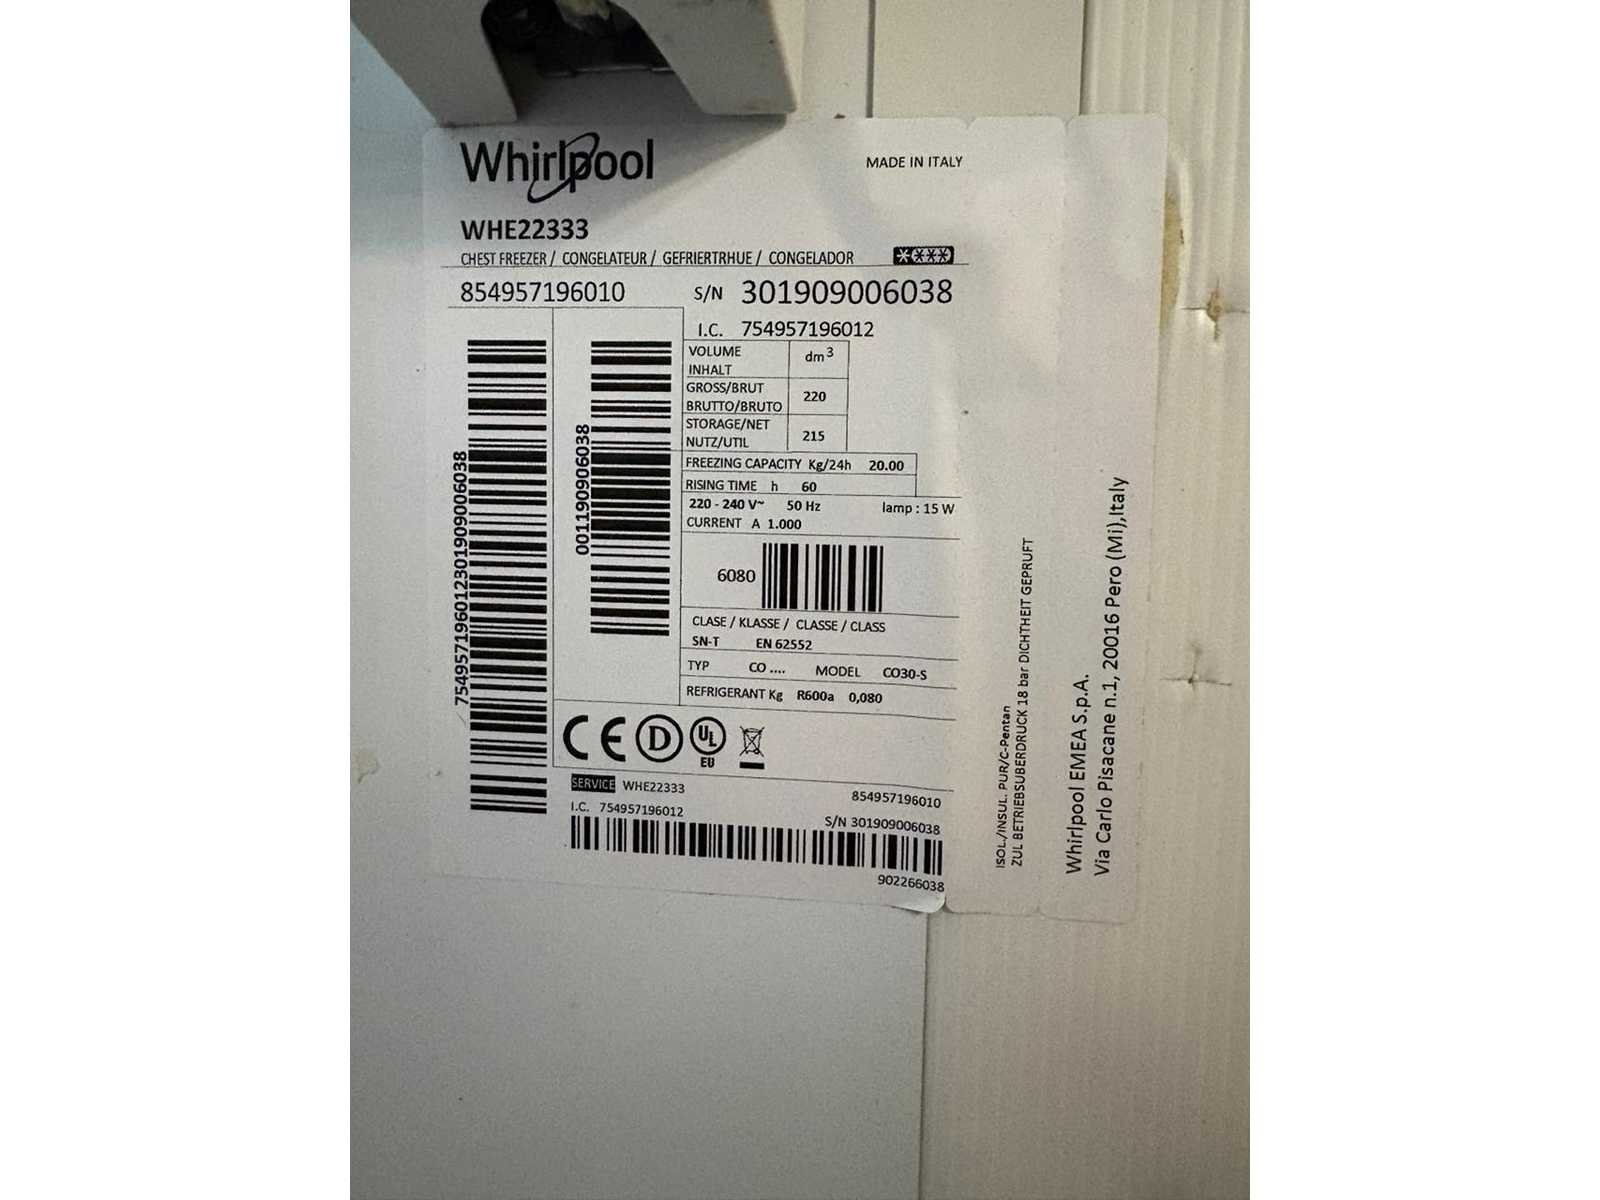 Whirlpool
MADE IN ITALY
WHE22333
CHEST FREEZER / CONGELATEUR / GEFRIERTRHUE / CONGELADOR
854957196010 S/N 301909006038
I.C. 754957196012
VOLUME dm3
INHALT
GROSS/BRUT 220
BRUTTO/BRUTO
STORAGE/NET 215
NUTZ/UTIL
FREEZING CAPACITY Kg/24h 20.00
RISING TIME h 60
220 - 240 V~ 50 Hz lamp : 15 W
CURRENT A 1.000
6080
CLASE / KLASSE / CLASSE / CLASS
SN-T EN 62552
TYP CO .... MODEL CO30-S
REFRIGERANT Kg R600a 0,080
754957196012301909006038
001190906038
CE D UL EU
SERVICE WHE22333 854957196010
I.C. 754957196012 S/N 301909006038
902266038
ISOL./INSUL. PUR/C-Pentan
ZUL BETRIEBSUBERDRUCK 18 bar DICHTHEIT GEPRUFT
Whirlpool EMEA S.p.A.
Via Carlo Pisacane n.1, 20016 Pero (Mi),Italy